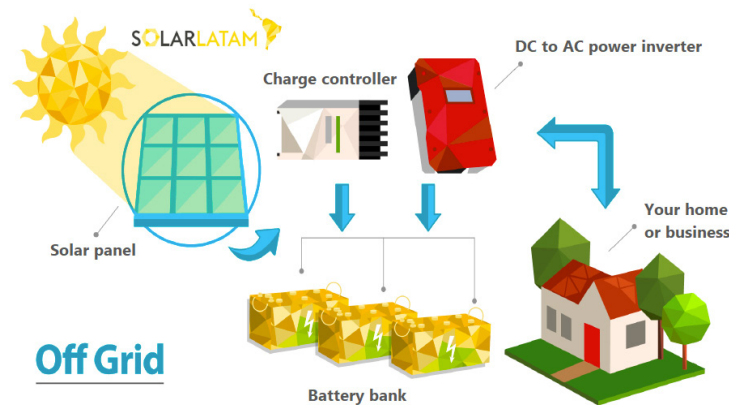 SOLARLATAM
DC to AC power inverter
Charge controller
Solar panel
Your home
or business
Off Grid
Battery bank